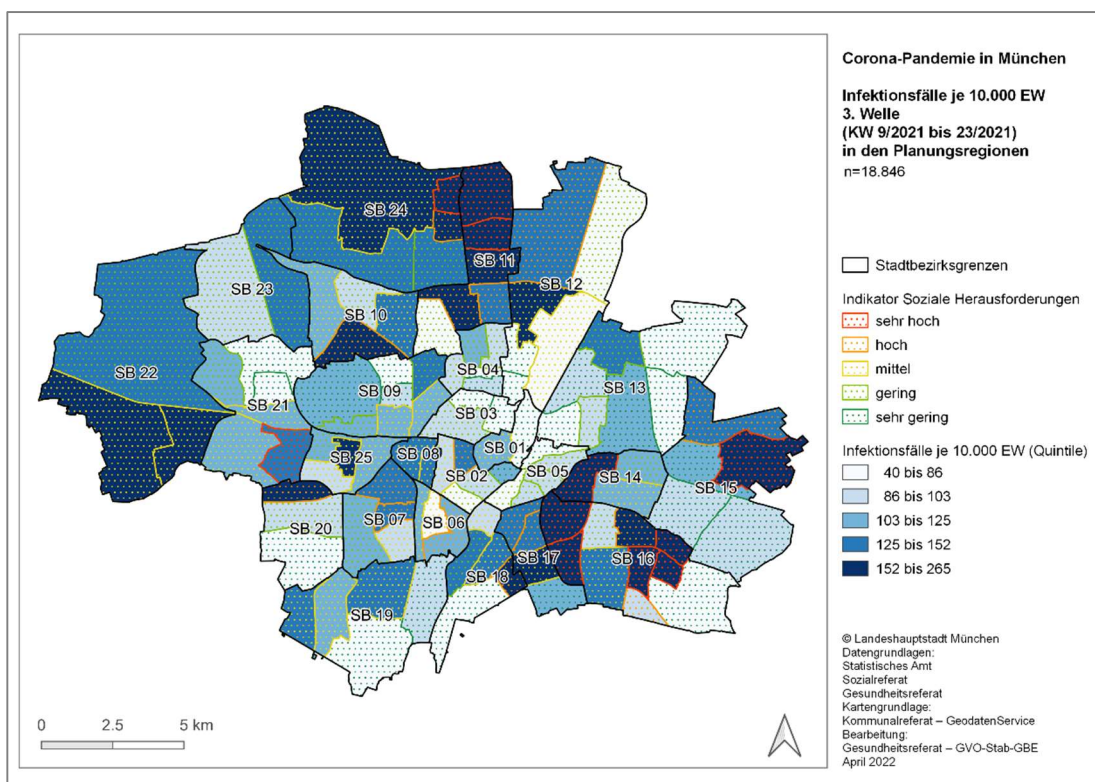 Corona-Pandemie in München
Infektionsfälle je 10.000 EW
3. Welle
(KW 9/2021 bis 23/2021)
in den Planungsregionen
n=18.846
Stadtbezirksgrenzen
Indikator Soziale Herausforderungen
sehr hoch
hoch
mittel
gering
sehr gering
Infektionsfälle je 10.000 EW (Quintile)
40 bis 86
86 bis 103
103 bis 125
125 bis 152
152 bis 265
© Landeshauptstadt München
Datengrundlagen:
Statistisches Amt
Sozialreferat
Gesundheitsreferat
Kartengrundlage:
Kommunalreferat – GeodatenService
Bearbeitung:
Gesundheitsreferat – GVO-Stab-GBE
April 2022
SB 24
SB 11
SB 12
SB 23
SB 10
SB 22
SB 04
SB 13
SB 09
SB 21
SB 03
SB 01
SB 25
SB 08
SB 02
SB 05
SB 14
SB 15
SB 20
SB 07
SB 06
SB 17
SB 16
SB 18
SB 19
0 2.5 5 km